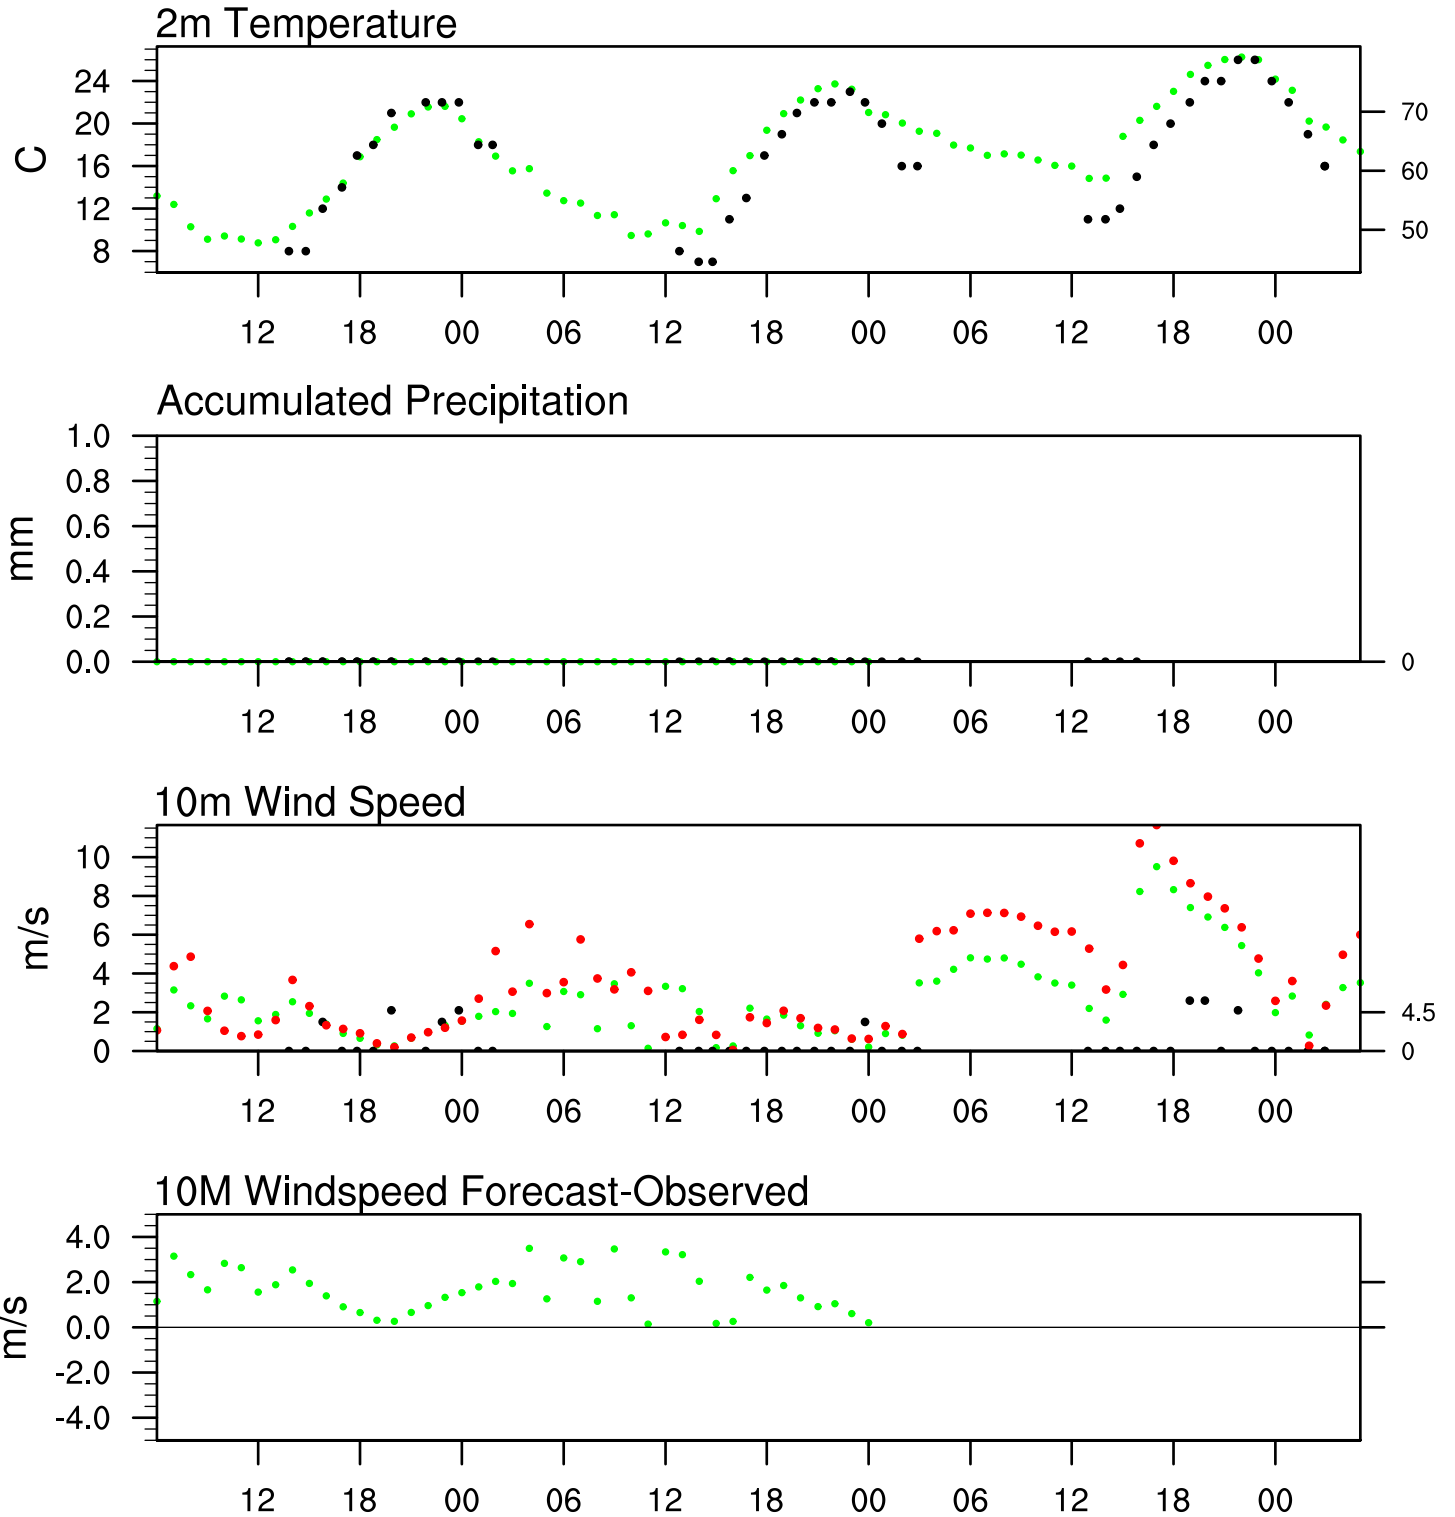 2m Temperature
24
20
16
12
8
C
70
60
50
12 18 00 06 12 18 00 06 12 18 00
Accumulated Precipitation
1.0
0.8
0.6
0.4
0.2
0.0
mm
0
12 18 00 06 12 18 00 06 12 18 00
10m Wind Speed
10
8
6
4
2
0
m/s
4.5
0
12 18 00 06 12 18 00 06 12 18 00
10M Windspeed Forecast-Observed
4.0
2.0
0.0
-2.0
-4.0
m/s
12 18 00 06 12 18 00 06 12 18 00